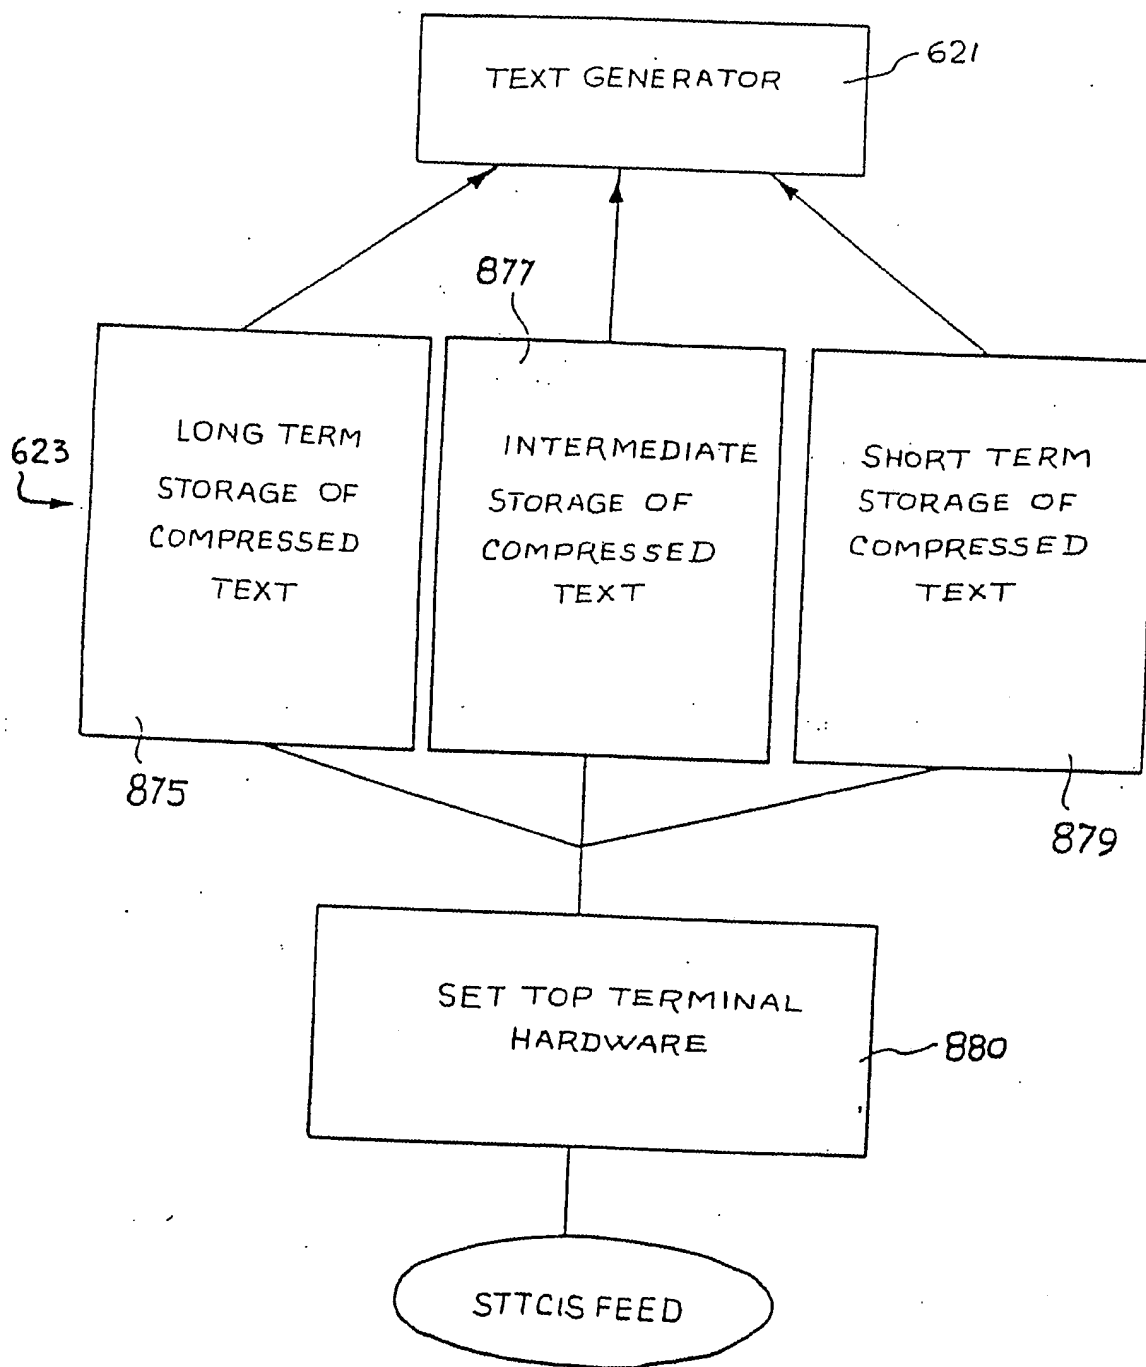 TEXT GENERATOR
621
877
623
LONG TERM
STORAGE OF
COMPRESSED
TEXT
INTERMEDIATE
STORAGE OF
COMPRESSED
TEXT
SHORT TERM
STORAGE OF
COMPRESSED
TEXT
875
879
SET TOP TERMINAL
HARDWARE
880
STTCIS FEED